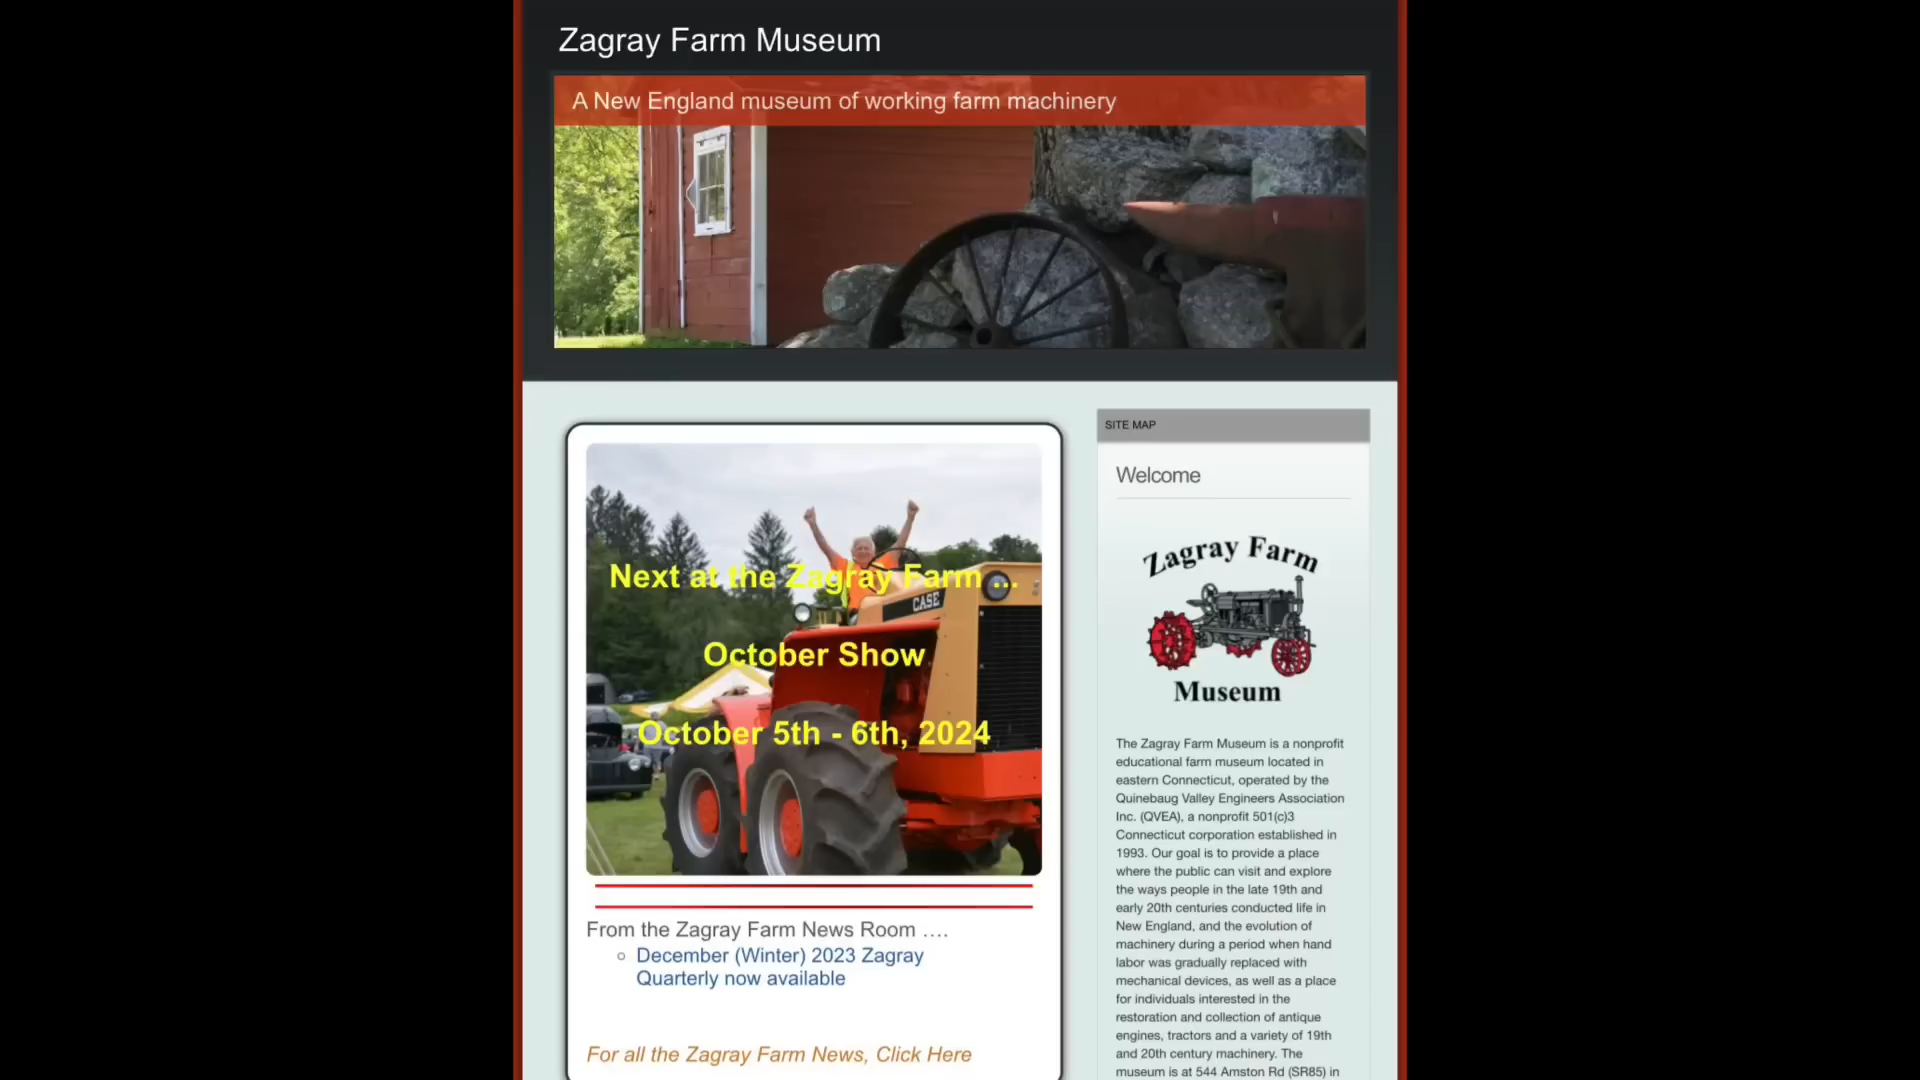 Zagray Farm Museum
A New England museum of working farm machinery
SITE MAP
Welcome
Zagray Farm
Museum
CASE
Next at the Zagray Farm ...
October Show
October 5th - 6th, 2024
From the Zagray Farm News Room ….
December (Winter) 2023 Zagray
Quarterly now available
For all the Zagray Farm News, Click Here
The Zagray Farm Museum is a nonprofit
educational farm museum located in
eastern Connecticut, operated by the
Quinebaug Valley Engineers Association
Inc. (QVEA), a nonprofit 501(c)3
Connecticut corporation established in
1993. Our goal is to provide a place
where the public can visit and explore
the ways people in the late 19th and
early 20th centuries conducted life in
New England, and the evolution of
machinery during a period when hand
labor was gradually replaced with
mechanical devices, as well as a place
for individuals interested in the
restoration and collection of antique
engines, tractors and a variety of 19th
and 20th century machinery. The
museum is at 544 Amston Rd (SR85) in